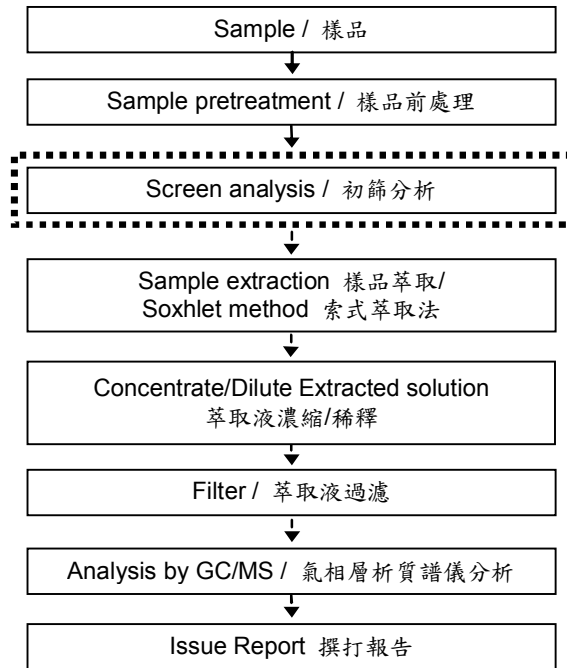 Sample / 樣品
Sample pretreatment / 樣品前處理
Screen analysis / 初篩分析
Sample extraction 樣品萃取/
Soxhlet method 索式萃取法
Concentrate/Dilute Extracted solution
萃取液濃縮/稀釋
Filter / 萃取液過濾
Analysis by GC/MS / 氣相層析質譜儀分析
Issue Report 撰打報告